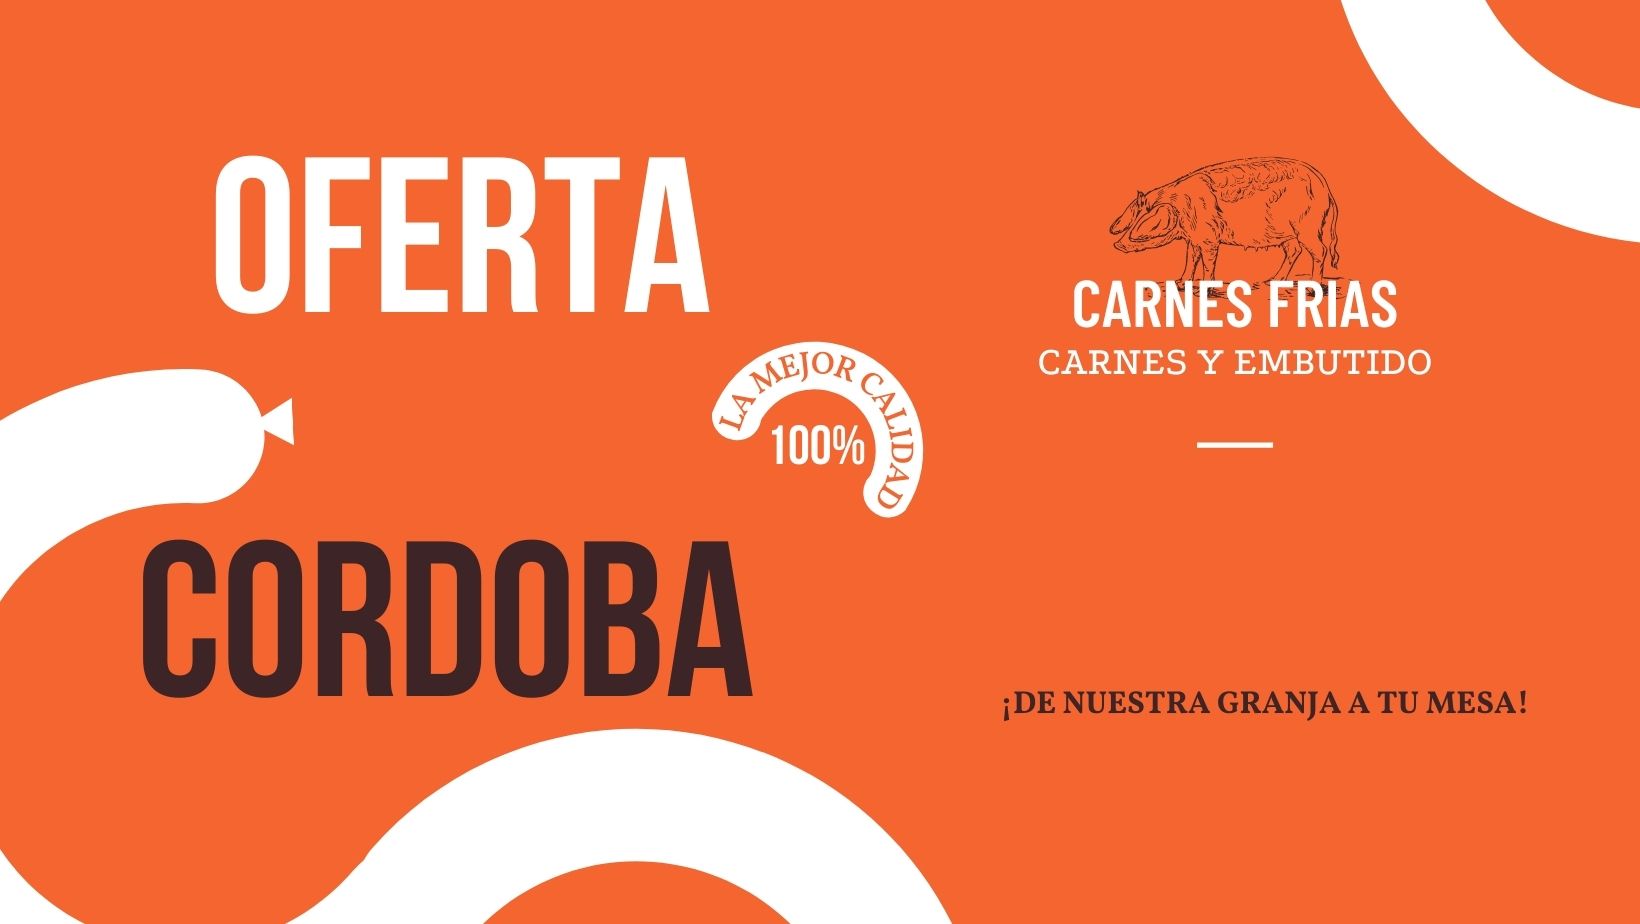 OFERTA
CORDOBA
LA MEJOR CALIDAD
100%
CARNES FRIAS
CARNES Y EMBUTIDO
¡DE NUESTRA GRANJA A TU MESA!